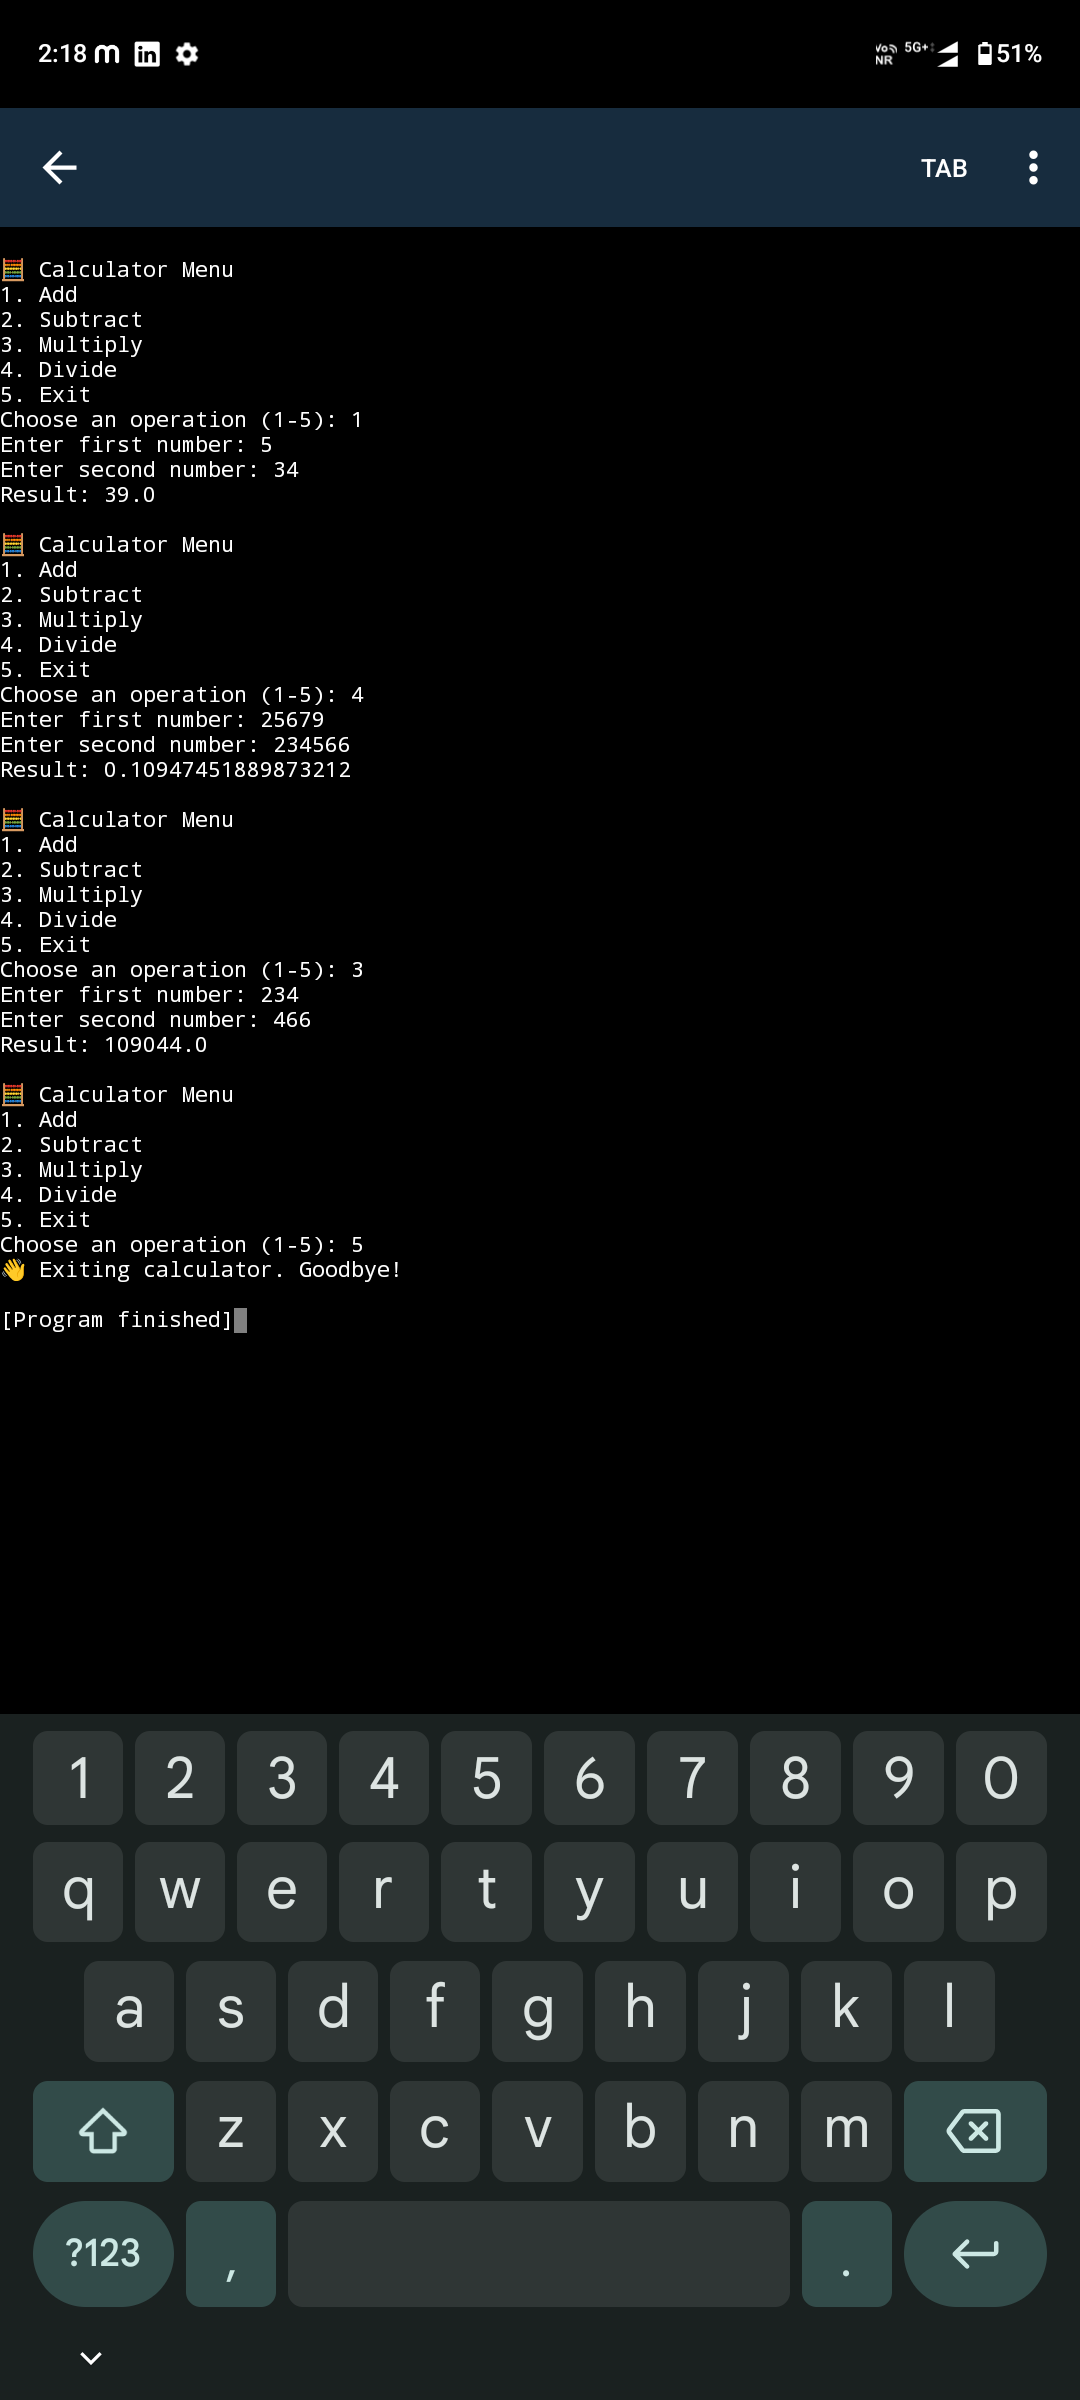 2:18 m in
Vo NR 5G+ 51%
TAB
🧮 Calculator Menu
1. Add
2. Subtract
3. Multiply
4. Divide
5. Exit
Choose an operation (1-5): 1
Enter first number: 5
Enter second number: 34
Result: 39.0
🧮 Calculator Menu
1. Add
2. Subtract
3. Multiply
4. Divide
5. Exit
Choose an operation (1-5): 4
Enter first number: 25679
Enter second number: 234566
Result: 0.10947451889873212
🧮 Calculator Menu
1. Add
2. Subtract
3. Multiply
4. Divide
5. Exit
Choose an operation (1-5): 3
Enter first number: 234
Enter second number: 466
Result: 109044.0
🧮 Calculator Menu
1. Add
2. Subtract
3. Multiply
4. Divide
5. Exit
Choose an operation (1-5): 5
👋 Exiting calculator. Goodbye!
[Program finished]
1 2 3 4 5 6 7 8 9 0
q w e r t y u i o p
a s d f g h j k l
z x c v b n m
?123 , .